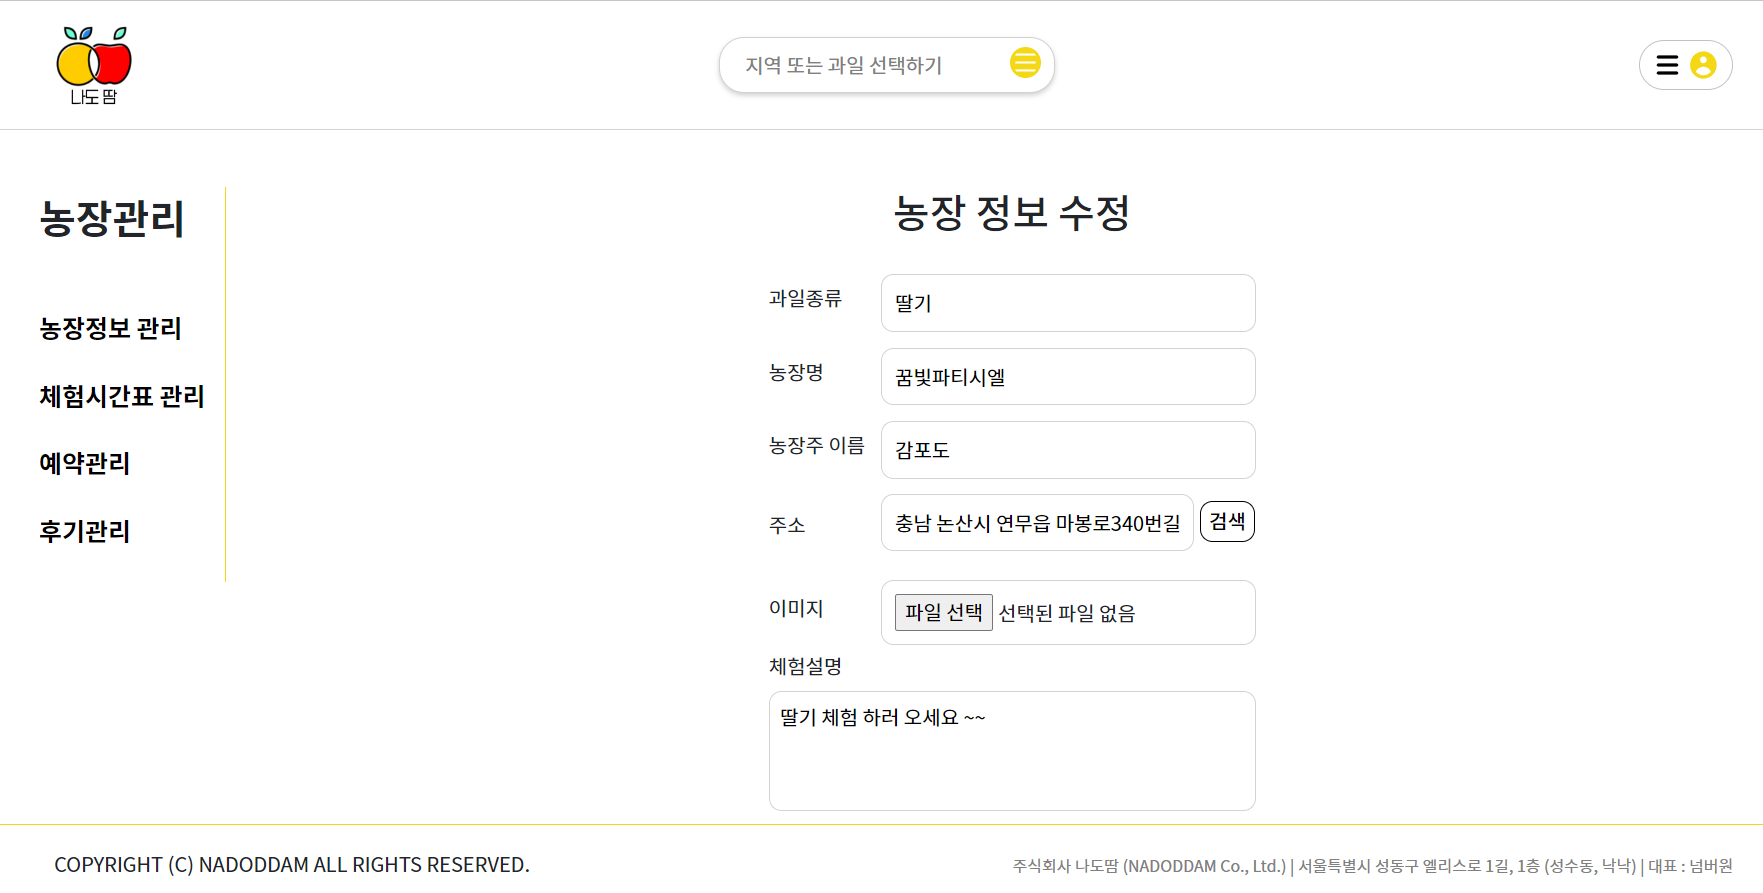 나도 땀
지역 또는 과일 선택하기
농장관리
농장정보 관리
체험시간표 관리
예약관리
후기관리
농장 정보 수정
과일종류
딸기
농장명
꿈빛파티시엘
농장주 이름
감포도
주소
충남 논산시 연무읍 마봉로340번길
검색
이미지
파일 선택 선택된 파일 없음
체험설명
딸기 체험 하러 오세요 ~~
COPYRIGHT (C) NADODDAM ALL RIGHTS RESERVED.
주식회사 나도땀 (NADODDAM Co., Ltd.) | 서울특별시 성동구 엘리스로 1길, 1층 (성수동, 낙낙) | 대표 : 넘버원